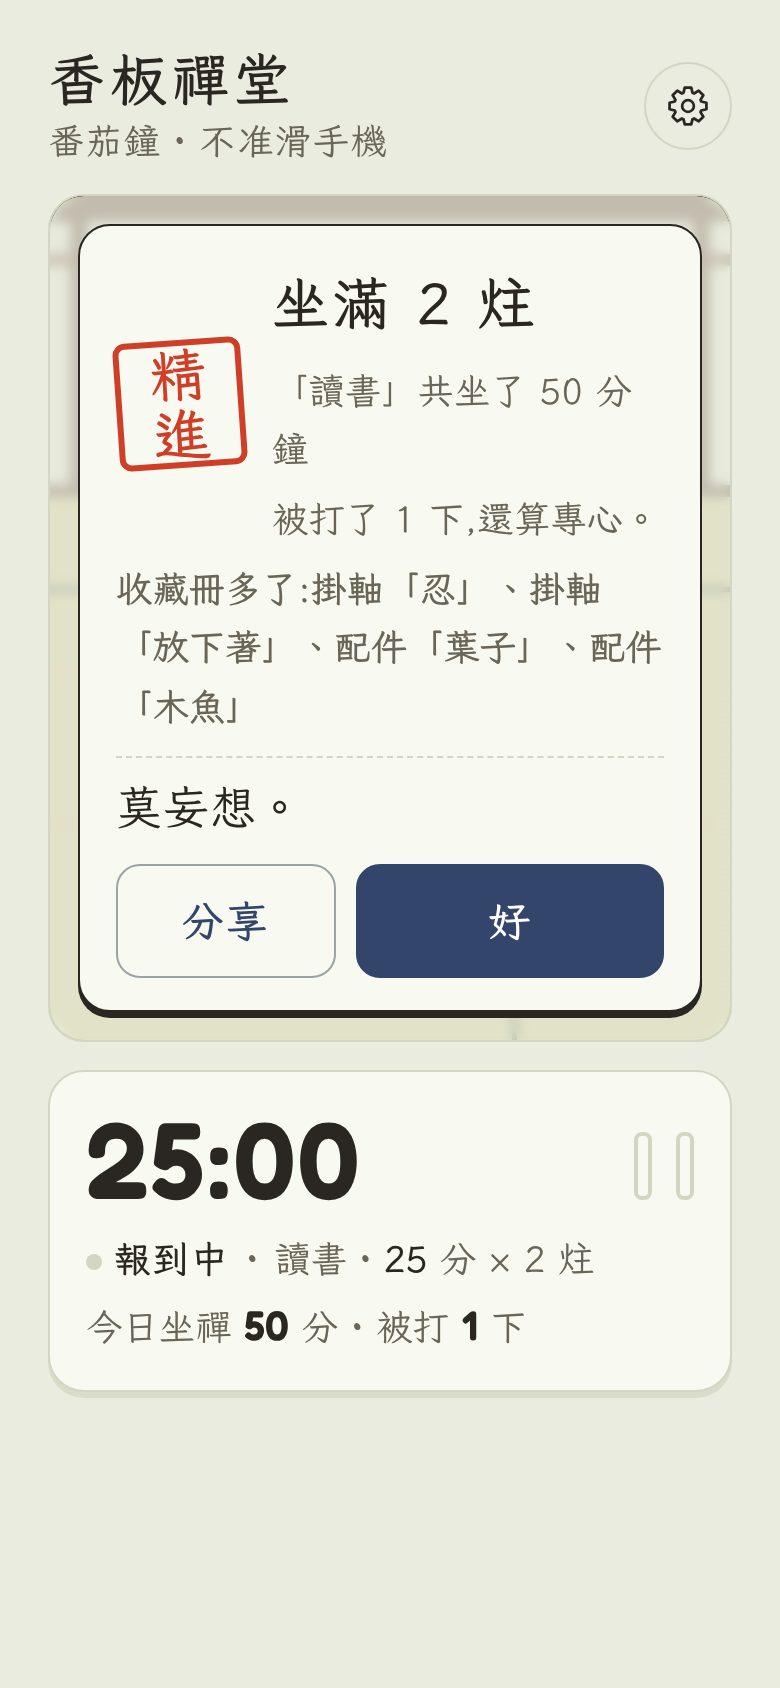 香板禪堂
番茄鐘・不准滑手機
坐滿 2 炷
精
進
「讀書」共坐了 50 分
鐘
被打了 1 下,還算專心。
收藏冊多了:掛軸「忍」、掛軸
「放下著」、配件「葉子」、配件
「木魚」
莫妄想。
分享
好
25:00
報到中・讀書・25 分 × 2 炷
今日坐禪 50 分・被打 1 下